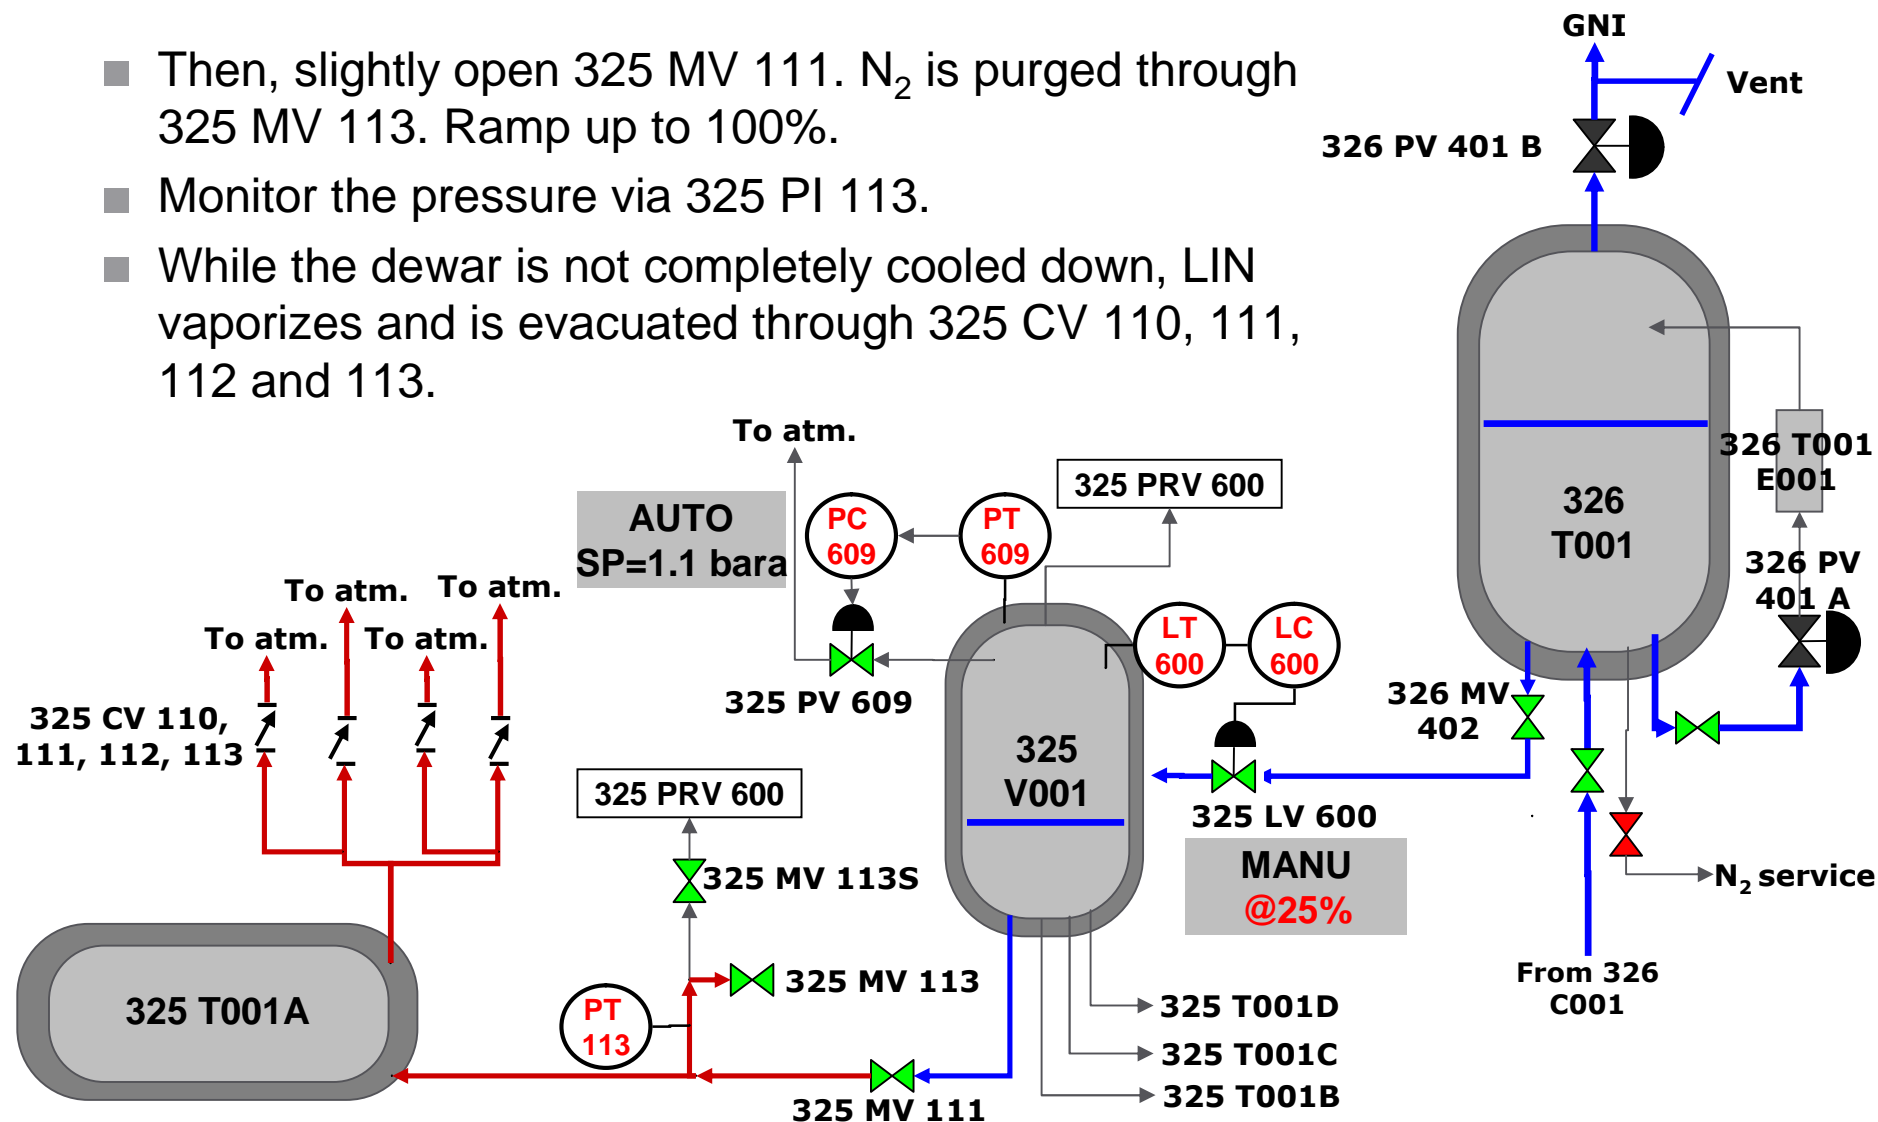 Then, slightly open 325 MV 111. N2 is purged through
325 MV 113. Ramp up to 100%.
Monitor the pressure via 325 PI 113.
While the dewar is not completely cooled down, LIN
vaporizes and is evacuated through 325 CV 110, 111,
112 and 113.
GNI
Vent
326 PV 401 B
326 T001
E001
326
T001
326 PV
401 A
326 MV
402
N2 service
From 326
C001
To atm.
325 PRV 600
AUTO
SP=1.1 bara
PC
609
PT
609
LT
600
LC
600
325 PV 609
325
V001
325 LV 600
MANU
@25%
To atm.
To atm.
To atm.
To atm.
325 CV 110,
111, 112, 113
325 PRV 600
325 MV 113S
325 MV 113
PT
113
325 T001A
325 MV 111
325 T001D
325 T001C
325 T001B